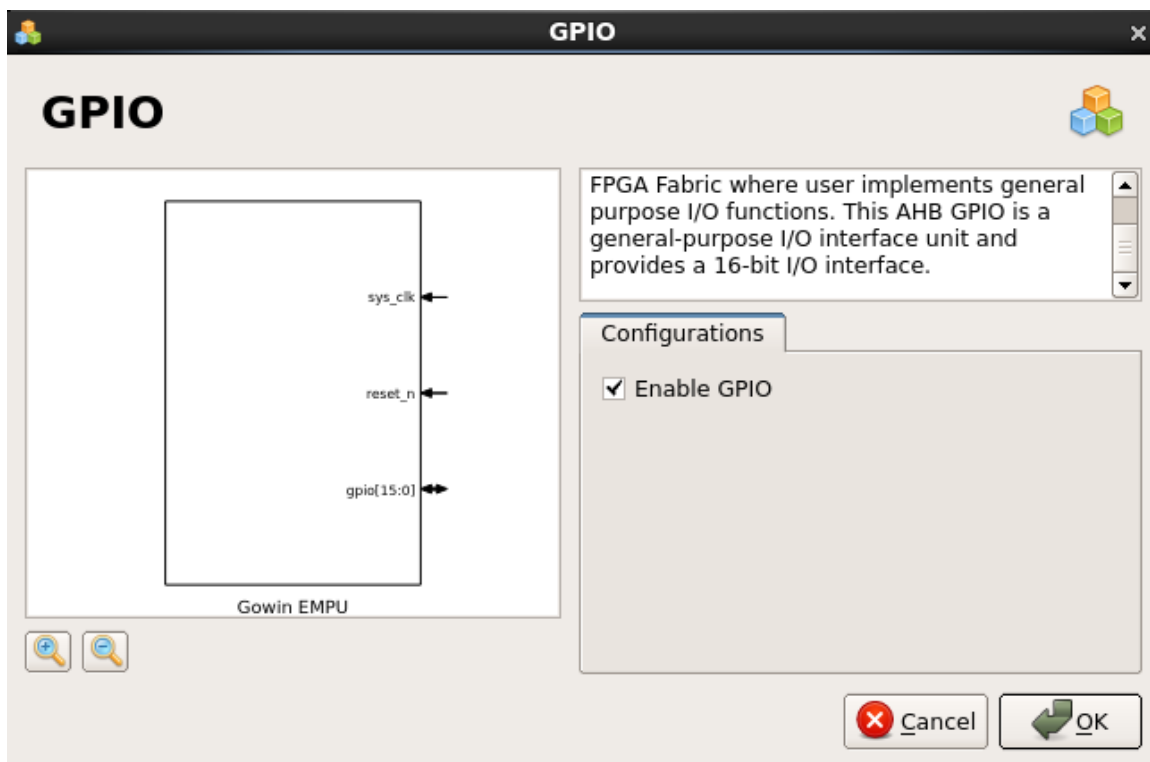 GPIO
GPIO
sys_clk
reset_n
gpio[15:0]
Gowin EMPU
FPGA Fabric where user implements general
purpose I/O functions. This AHB GPIO is a
general-purpose I/O interface unit and
provides a 16-bit I/O interface.
Configurations
Enable GPIO
Cancel
OK